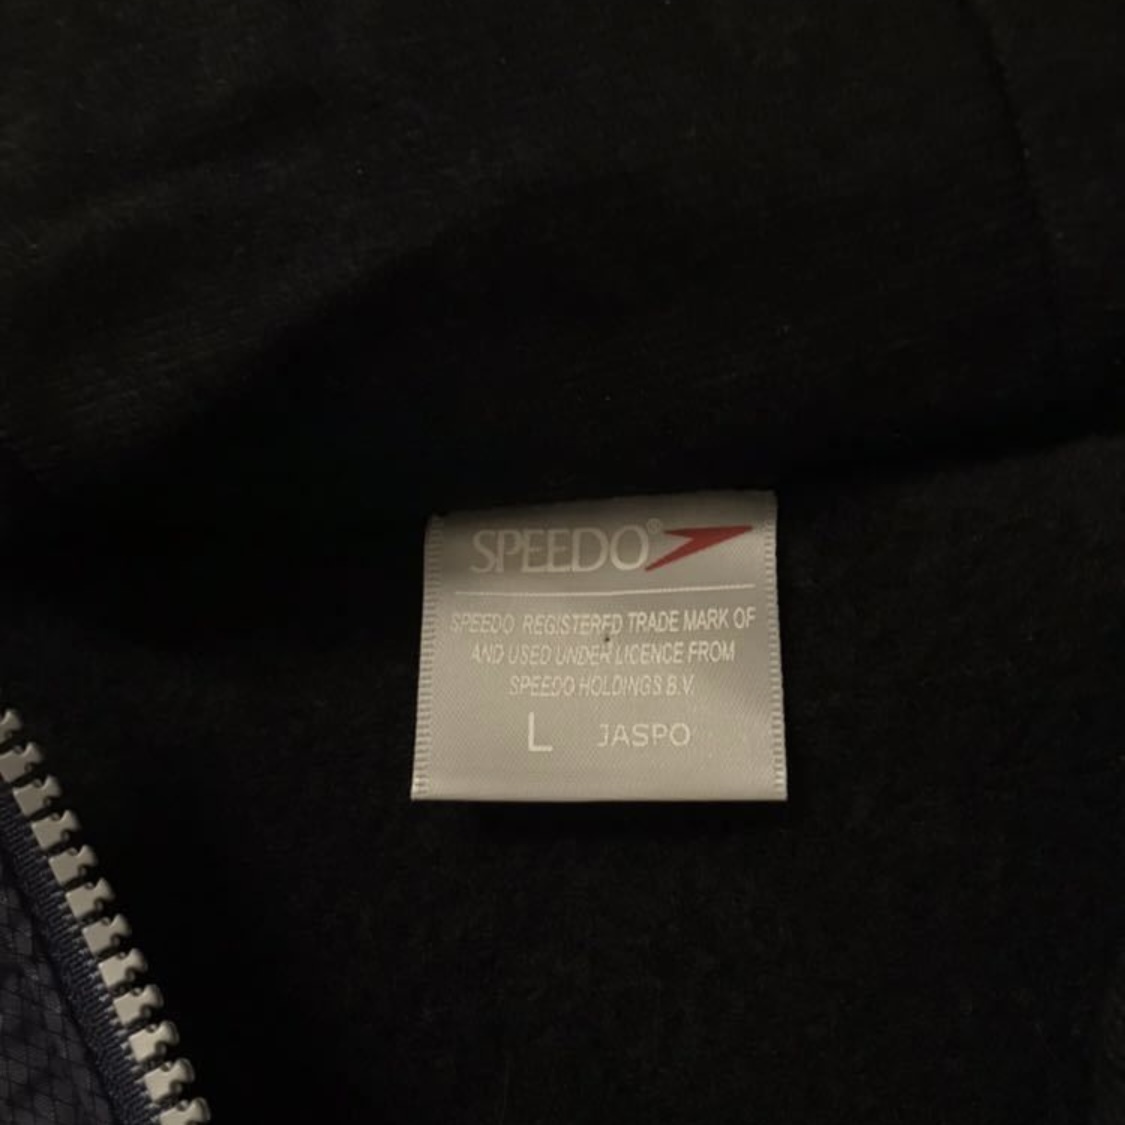 SPEEDO®
SPEEDO REGISTERED TRADE MARK OF
AND USED UNDER LICENCE FROM
SPEEDO HOLDINGS B.V.
L JASPO